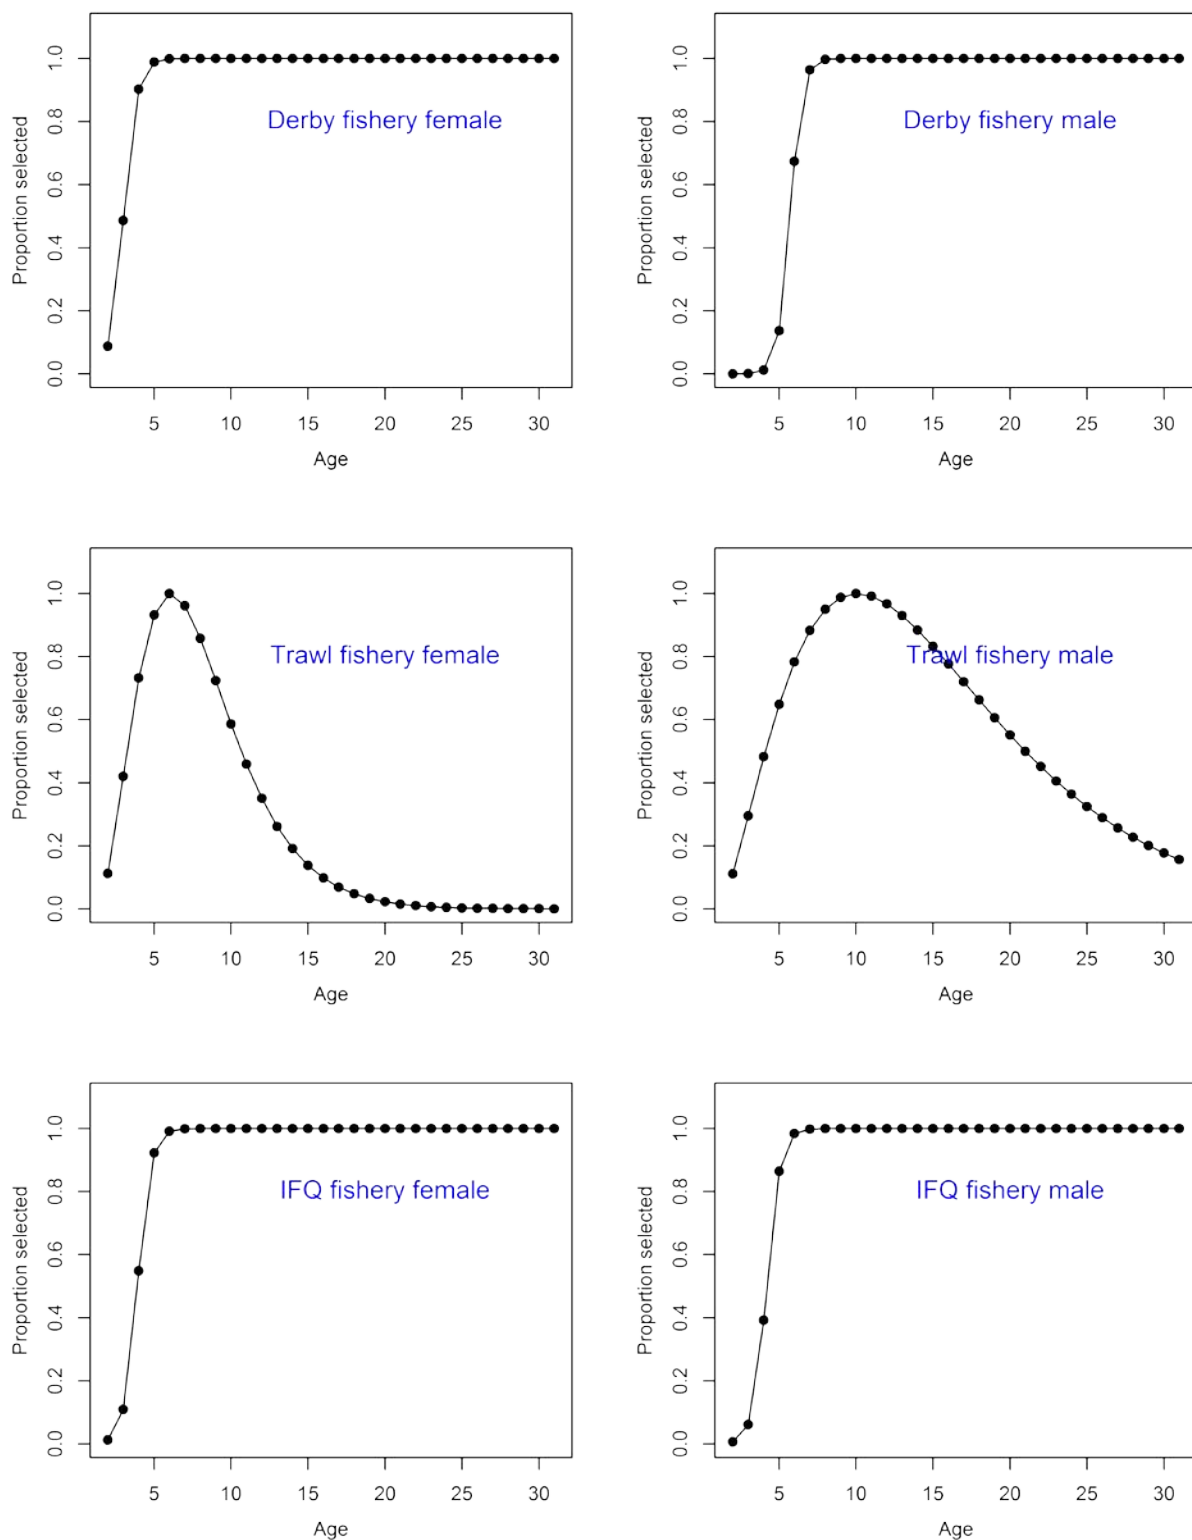 Proportion selected
0.0 0.2 0.4 0.6 0.8 1.0
Derby fishery female
5 10 15 20 25 30
Age
Proportion selected
0.0 0.2 0.4 0.6 0.8 1.0
Derby fishery male
5 10 15 20 25 30
Age
Proportion selected
0.0 0.2 0.4 0.6 0.8 1.0
Trawl fishery female
5 10 15 20 25 30
Age
Proportion selected
0.0 0.2 0.4 0.6 0.8 1.0
Trawl fishery male
5 10 15 20 25 30
Age
Proportion selected
0.0 0.2 0.4 0.6 0.8 1.0
IFQ fishery female
5 10 15 20 25 30
Age
Proportion selected
0.0 0.2 0.4 0.6 0.8 1.0
IFQ fishery male
5 10 15 20 25 30
Age